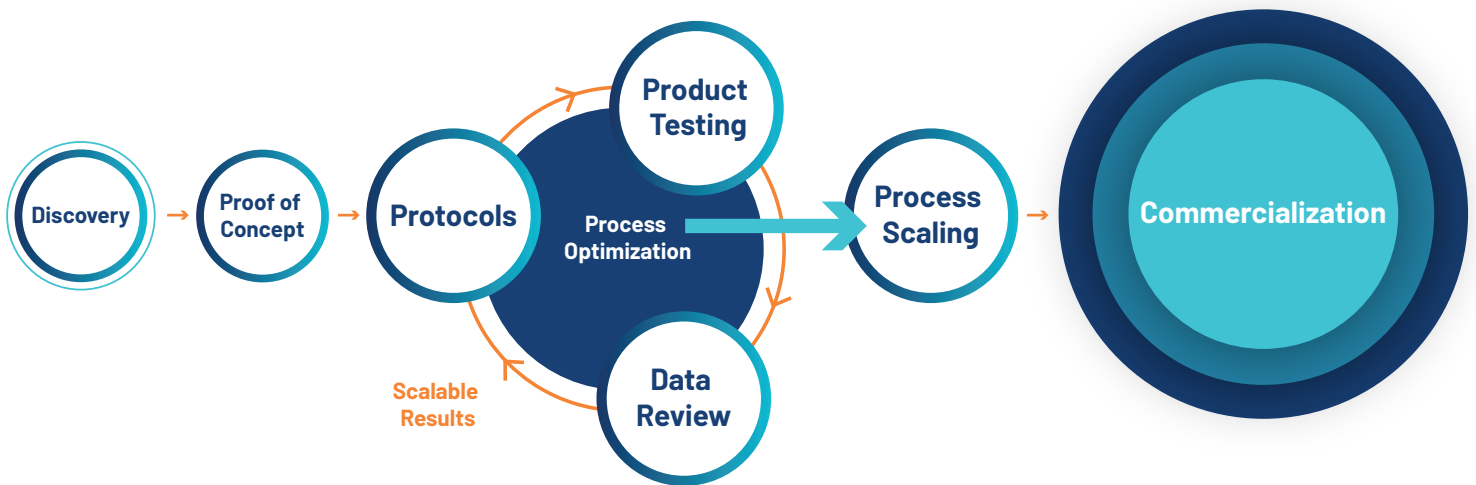 Discovery
Proof of
Concept
Protocols
Product
Testing
Process
Optimization
Data
Review
Scalable
Results
Process
Scaling
Commercialization